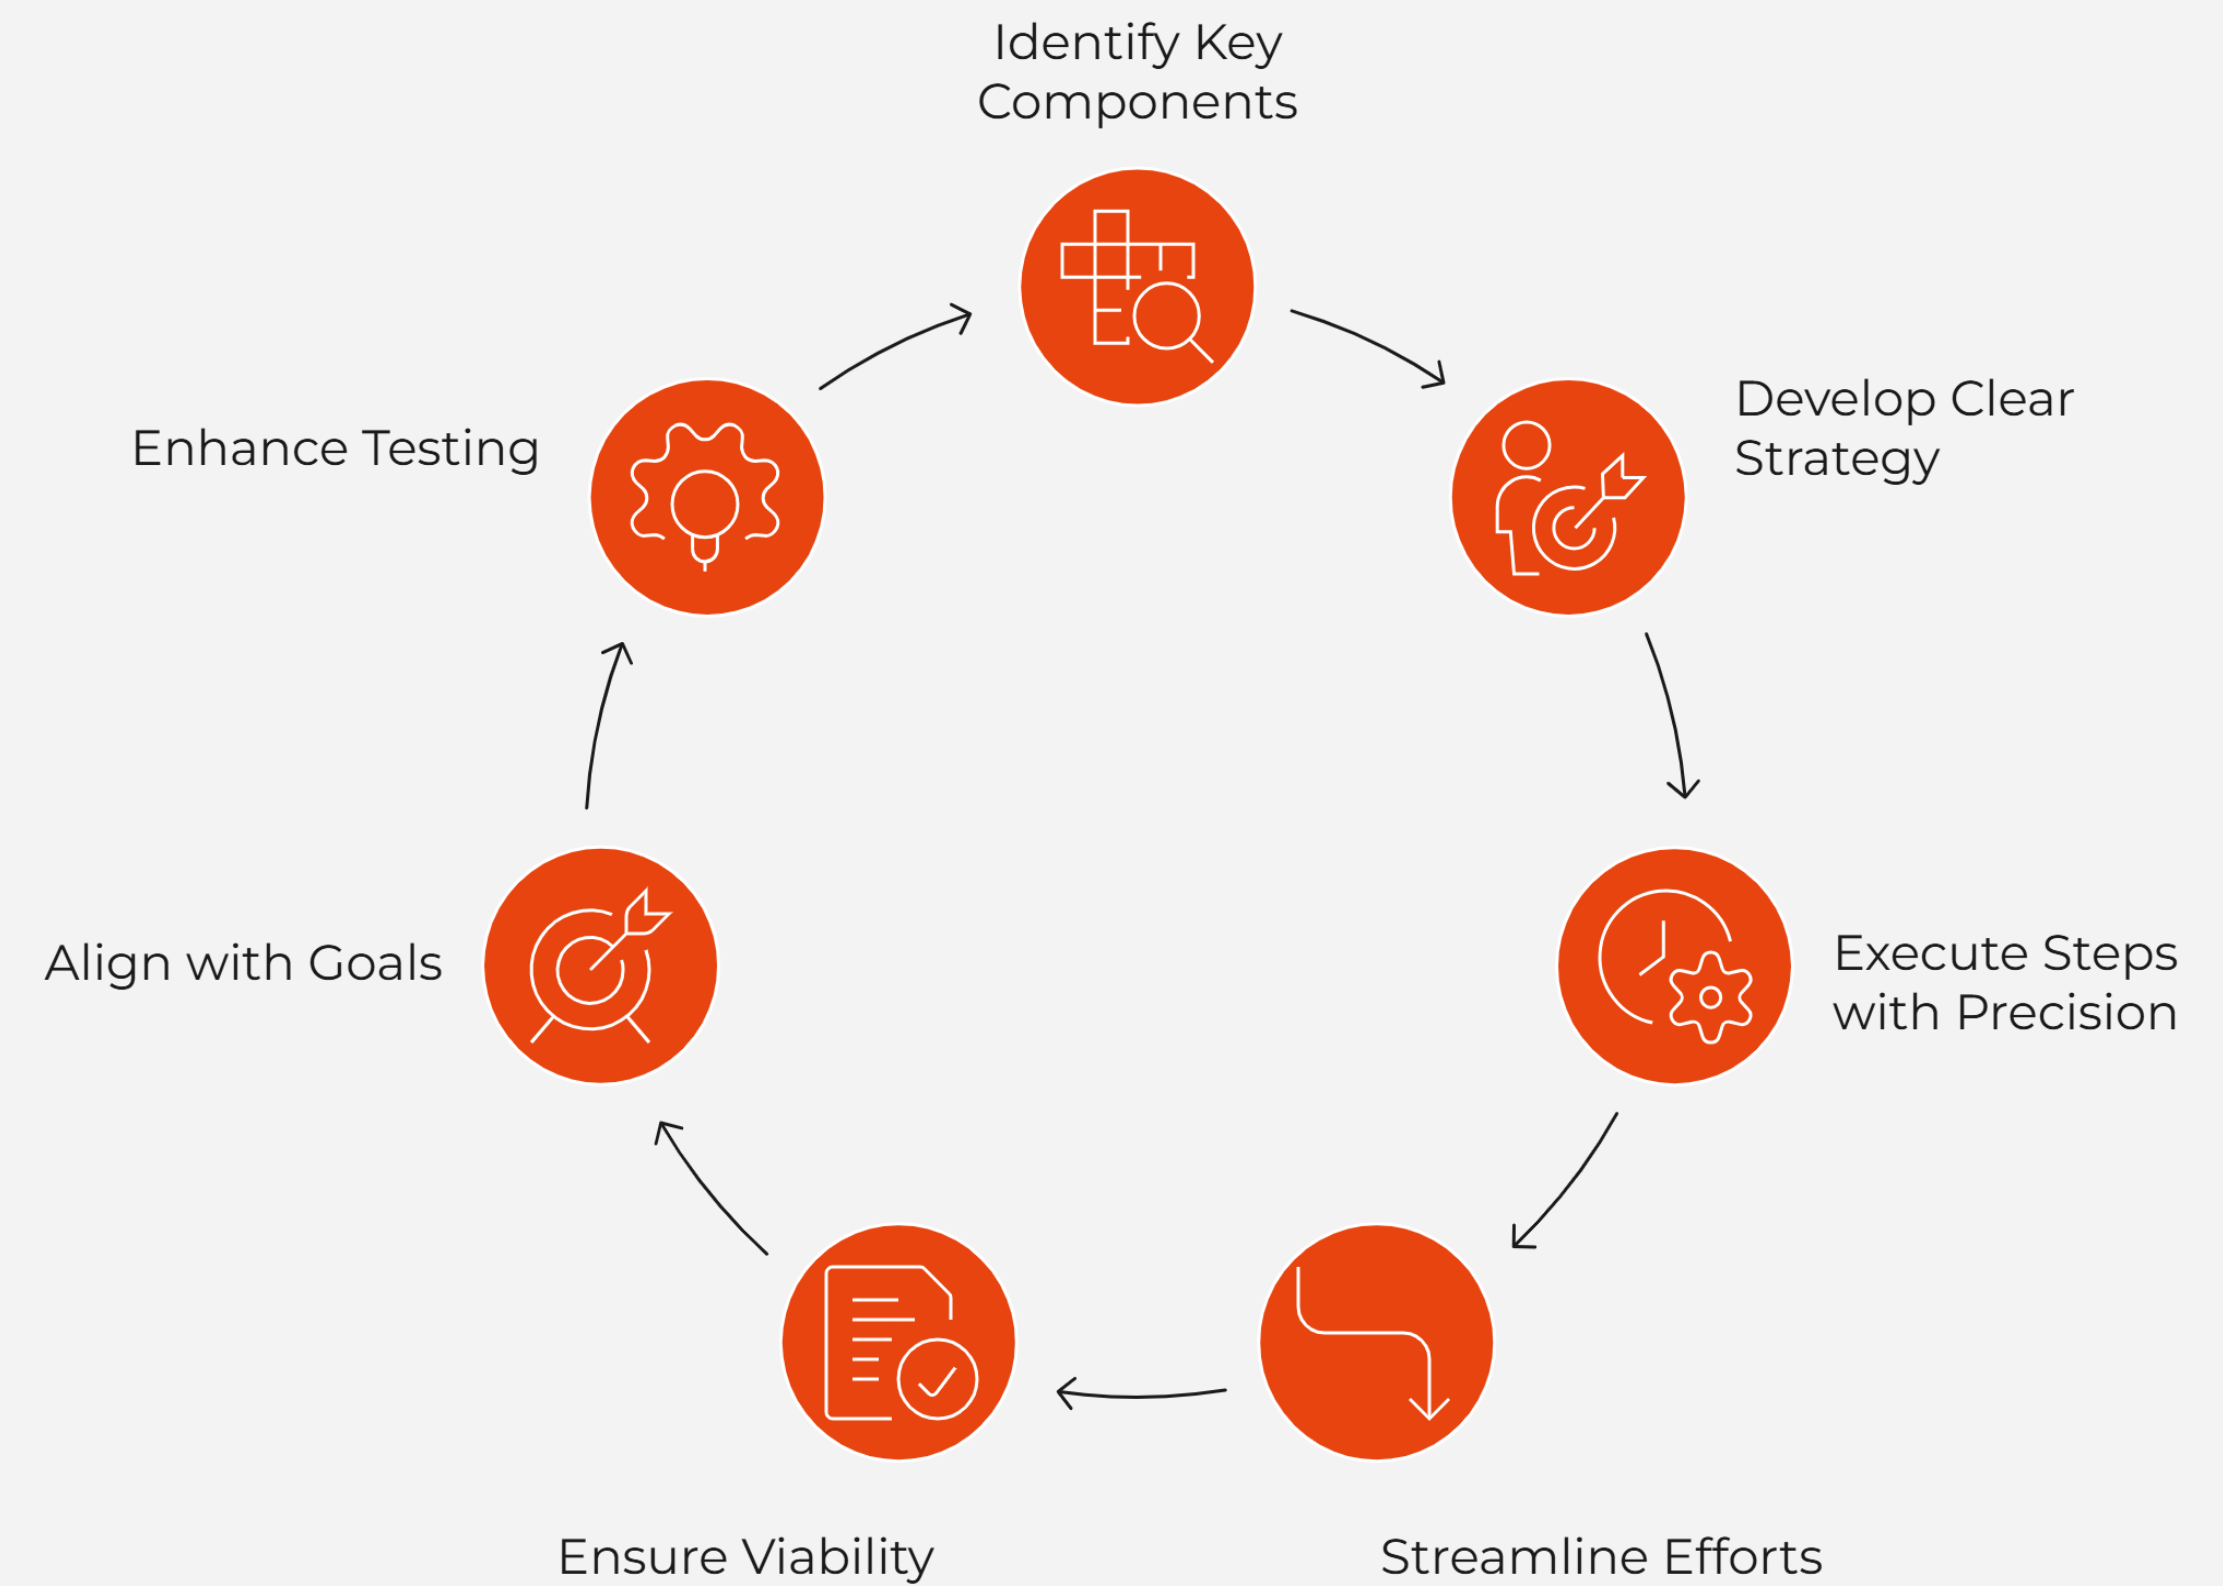 Identify Key
Components
Develop Clear
Strategy
Execute Steps
with Precision
Streamline Efforts
Ensure Viability
Align with Goals
Enhance Testing